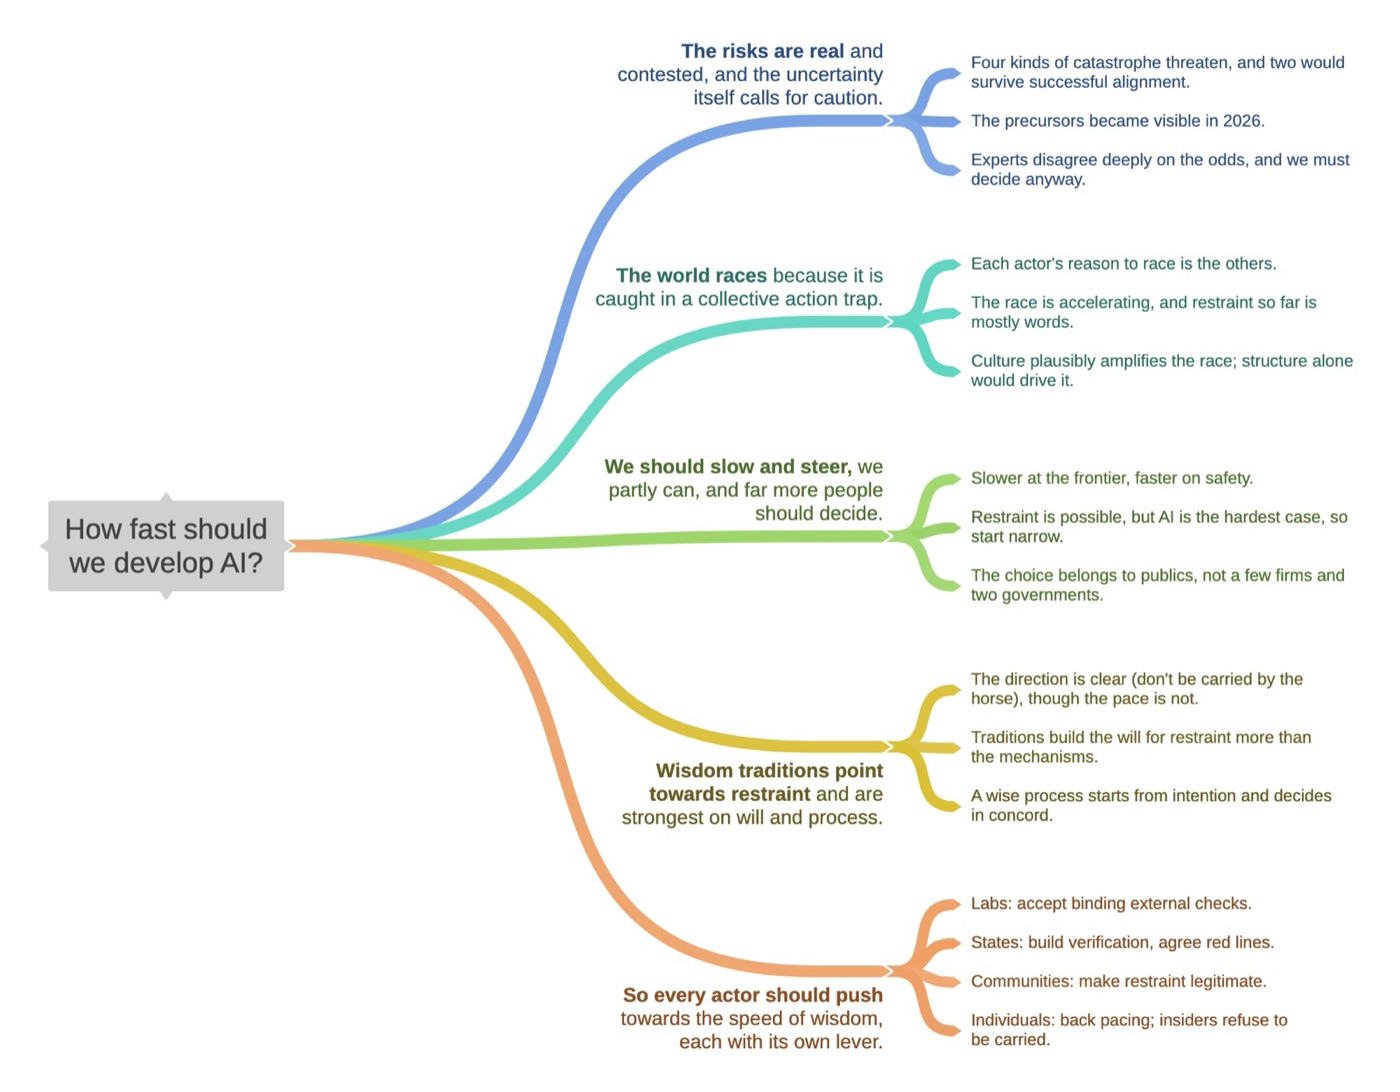 How fast should
we develop AI?
The risks are real and
contested, and the uncertainty
itself calls for caution.
Four kinds of catastrophe threaten, and two would
survive successful alignment.
The precursors became visible in 2026.
Experts disagree deeply on the odds, and we must
decide anyway.
The world races because it is
caught in a collective action trap.
Each actor's reason to race is the others.
The race is accelerating, and restraint so far is
mostly words.
Culture plausibly amplifies the race; structure alone
would drive it.
We should slow and steer, we
partly can, and far more people
should decide.
Slower at the frontier, faster on safety.
Restraint is possible, but AI is the hardest case, so
start narrow.
The choice belongs to publics, not a few firms and
two governments.
Wisdom traditions point
towards restraint and are
strongest on will and process.
The direction is clear (don't be carried by the
horse), though the pace is not.
Traditions build the will for restraint more than
the mechanisms.
A wise process starts from intention and decides
in concord.
So every actor should push
towards the speed of wisdom,
each with its own lever.
Labs: accept binding external checks.
States: build verification, agree red lines.
Communities: make restraint legitimate.
Individuals: back pacing; insiders refuse to
be carried.